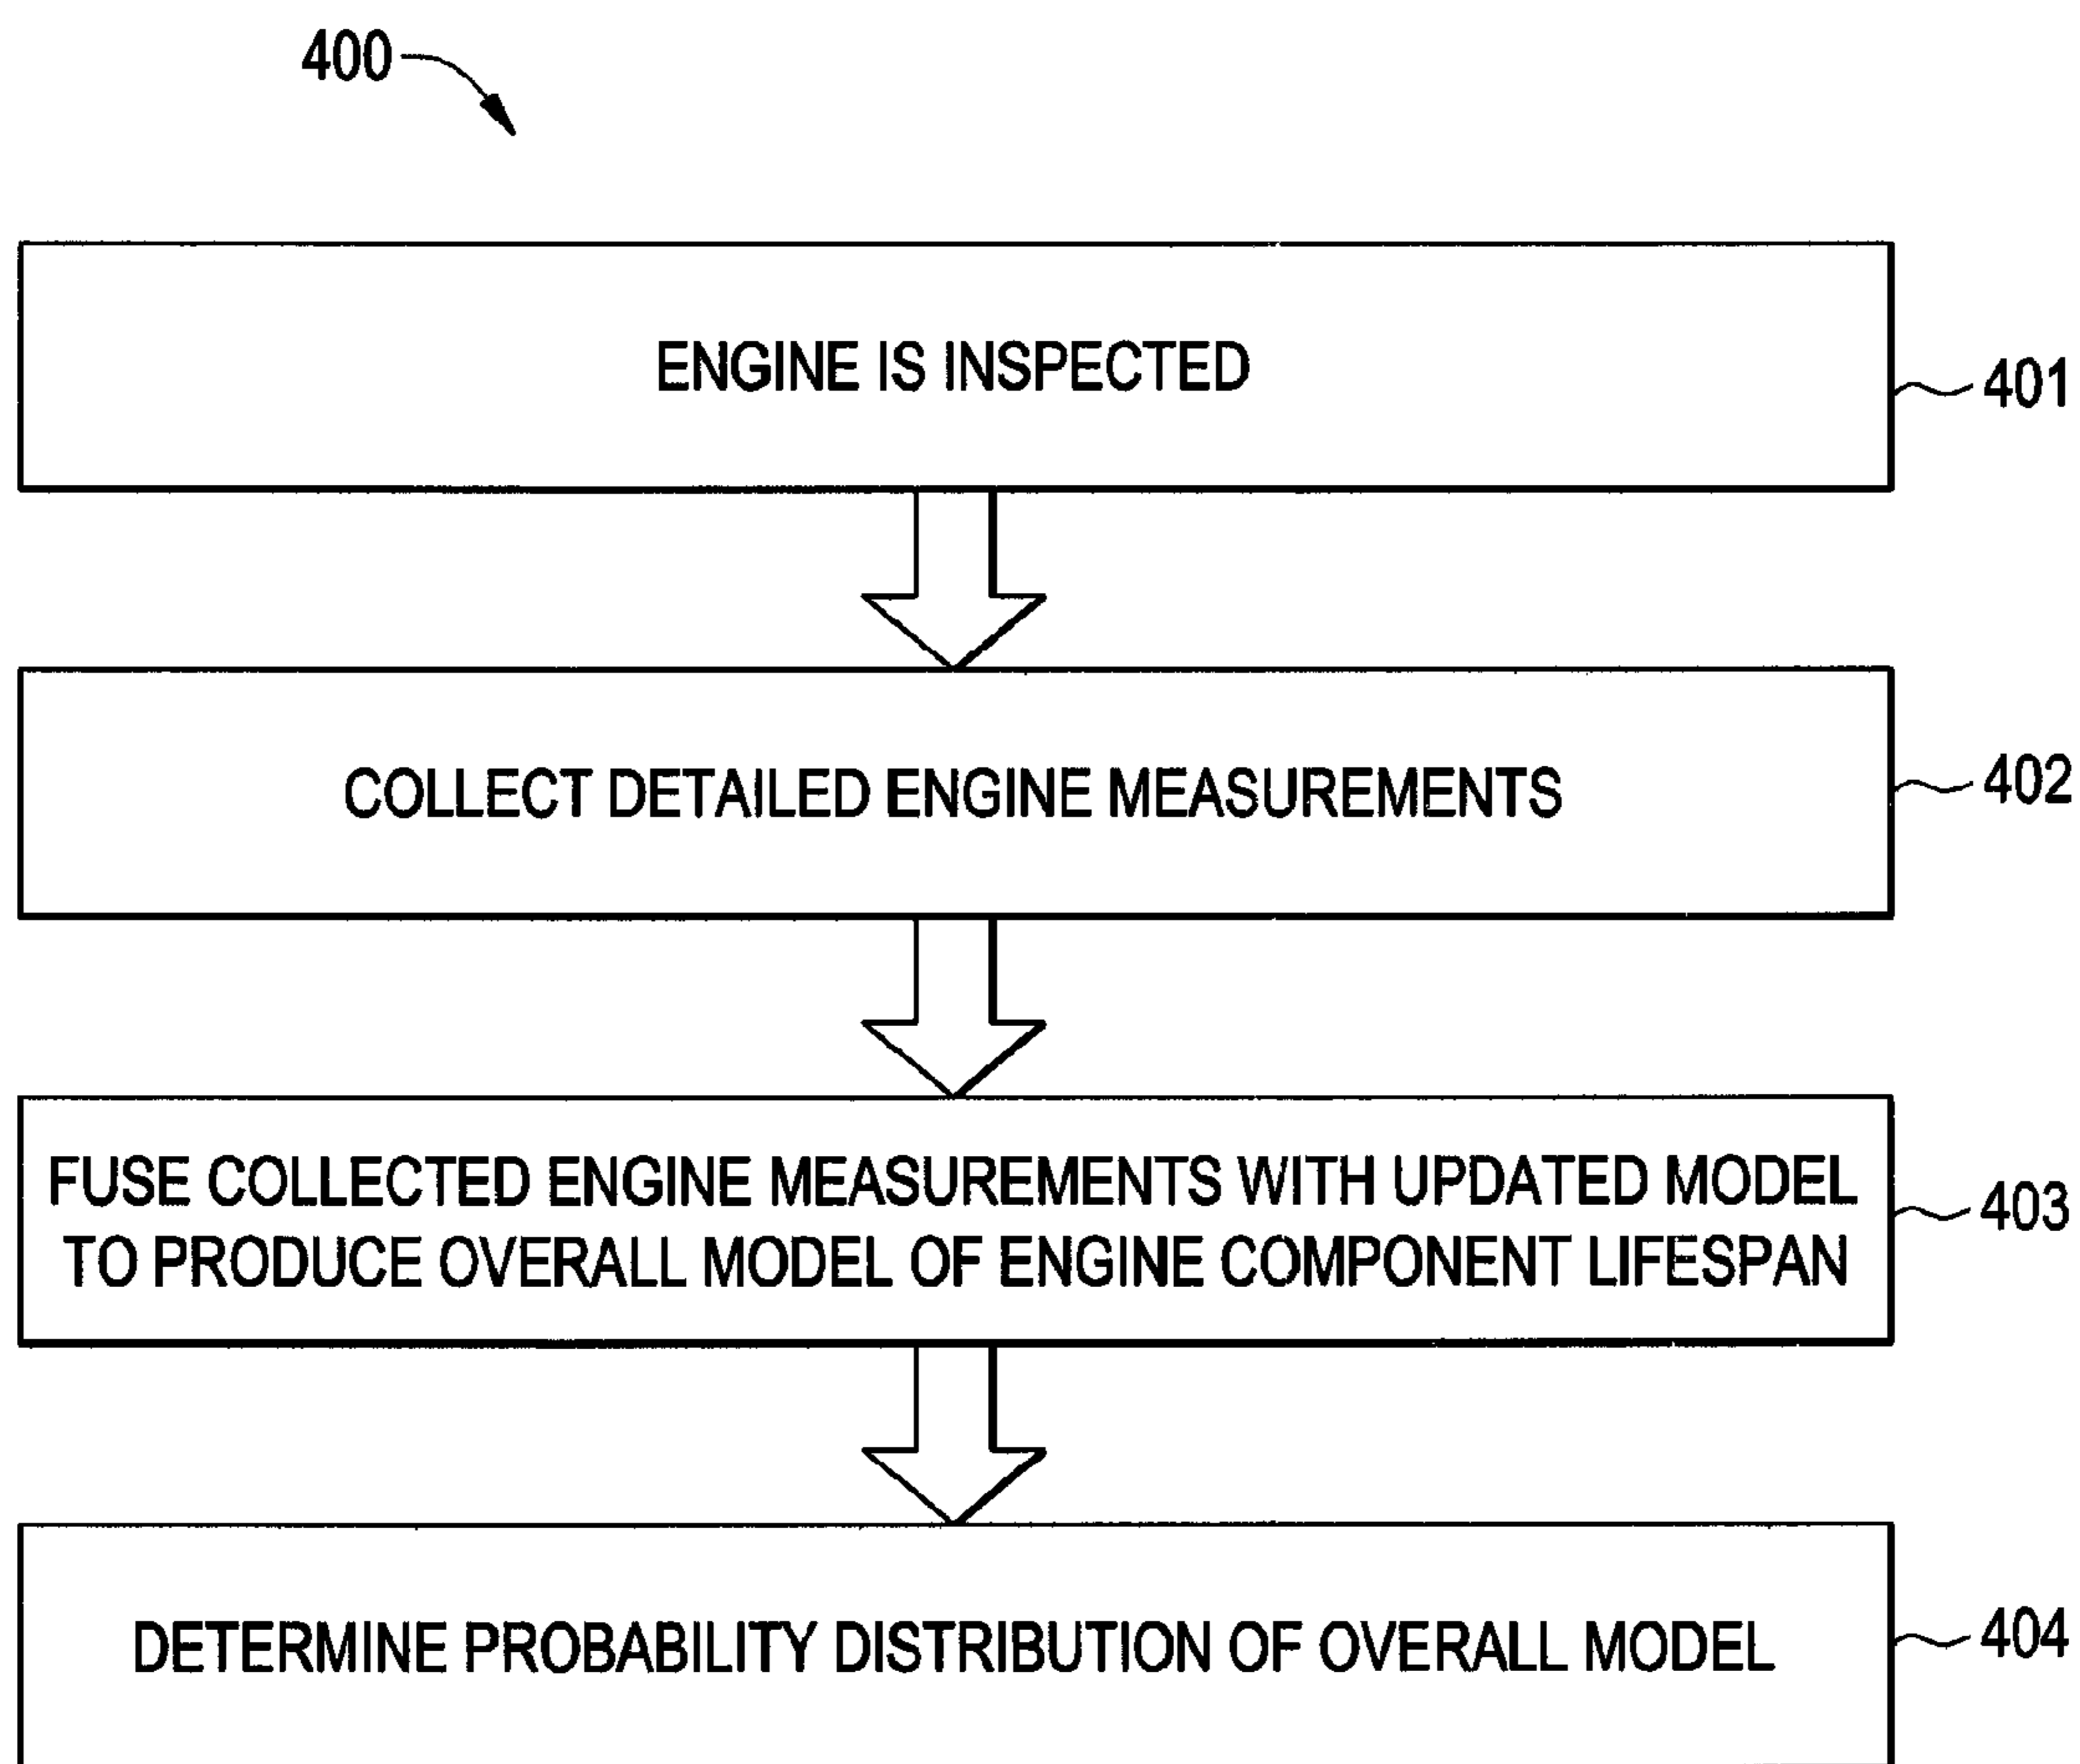 400
ENGINE IS INSPECTED
401
COLLECT DETAILED ENGINE MEASUREMENTS
402
FUSE COLLECTED ENGINE MEASUREMENTS WITH UPDATED MODEL
TO PRODUCE OVERALL MODEL OF ENGINE COMPONENT LIFESPAN
403
DETERMINE PROBABILITY DISTRIBUTION OF OVERALL MODEL
404